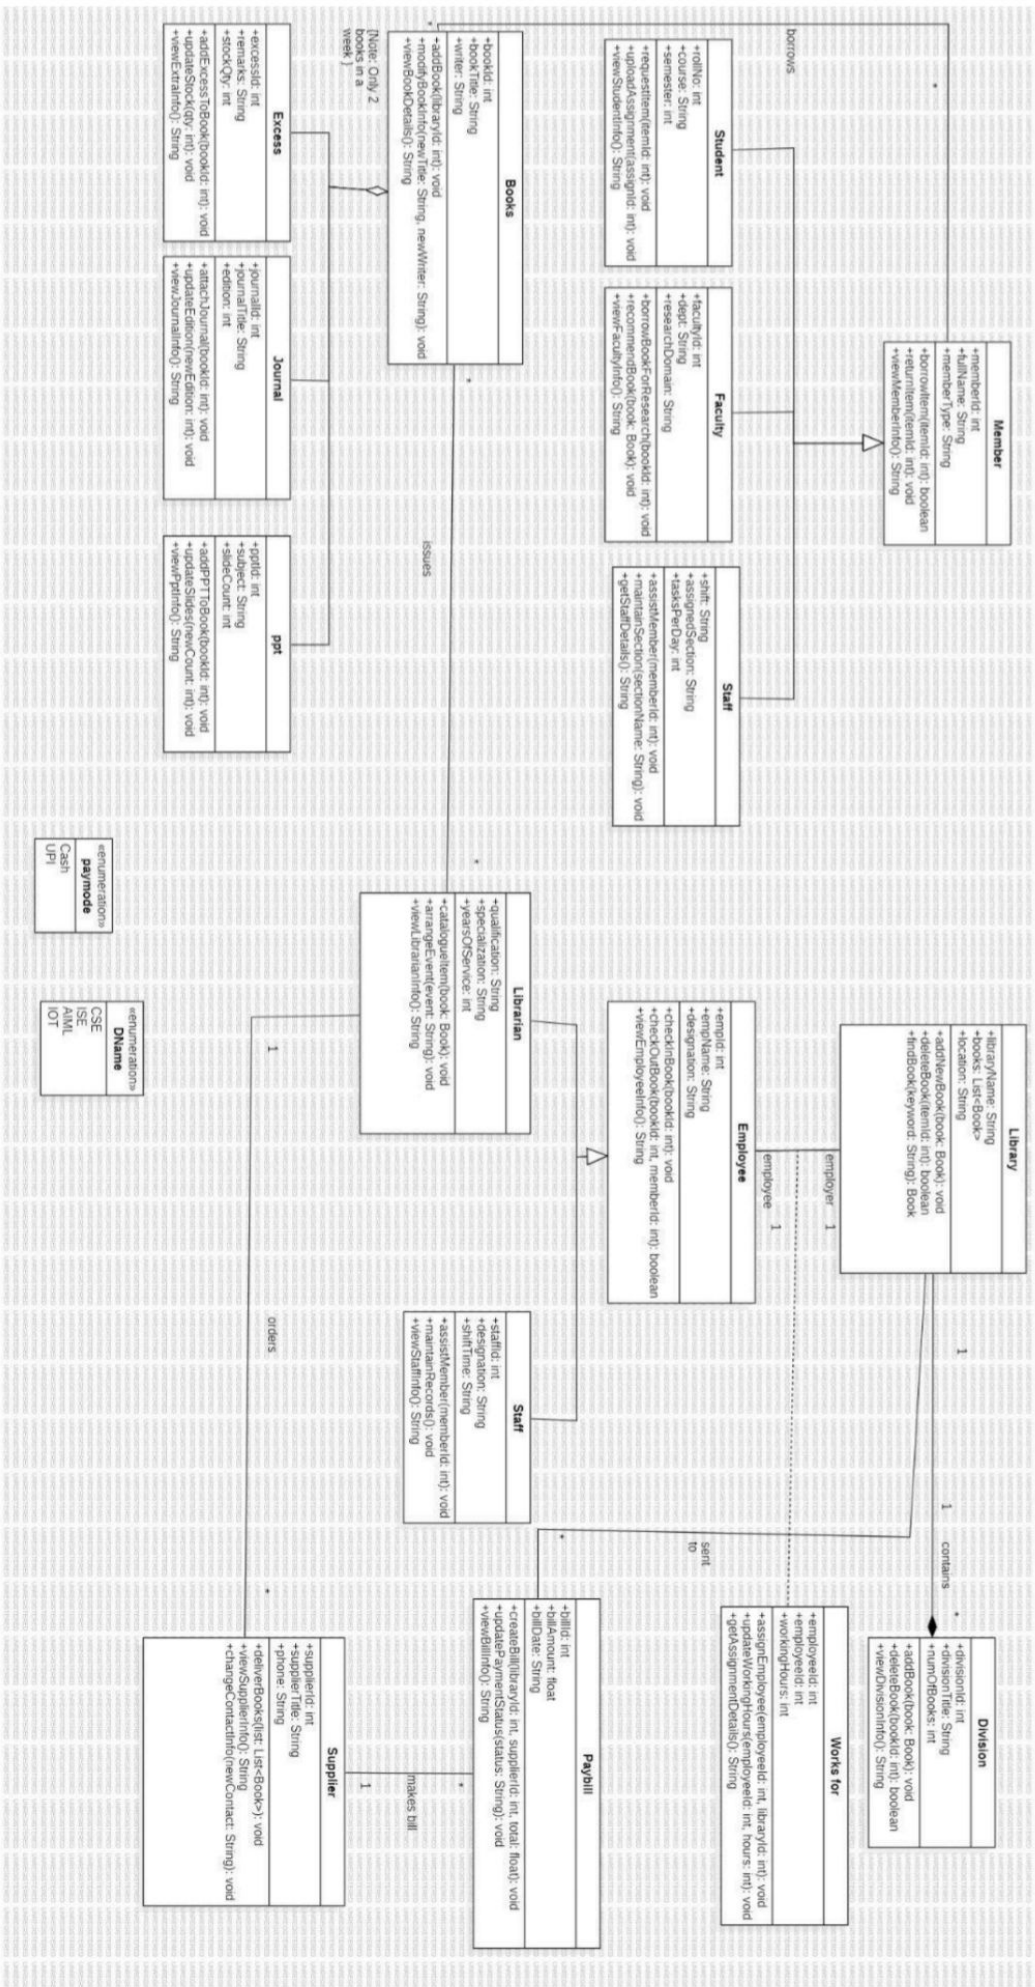 Member
+memberId: int
+fullName: String
+memberType: String
+borrowItem(itemId: int): boolean
+returnItem(itemId: int): void
+viewMemberInfo(): String
Library
+libraryName: String
+books: List<Book>
+location: String
+addNewBook(book: Book): void
+deleteBook(itemId: int): boolean
+findBook(keyword: String): Book
1
1
contains
*
Division
+divisionId: int
+divisionTitle: String
+numOfBooks: int
+addBook(book: Book): void
+deleteBook(bookId: int): boolean
+viewDivisionInfo(): String
*
borrows
employer
1
employee
1
Works for
+employeeId: int
+employeeId: int
+workingHours: int
+assignEmployee(employeeId: int, libraryId: int): void
+updateWorkingHours(employeeId: int, hours: int): void
+getAssignmentDetails(): String
Student
+rollNo: int
+course: String
+semester: int
+requestItem(itemId: int): void
+uploadAssignment(assignId: int): void
+viewStudentInfo(): String
Faculty
+facultyId: int
+dept: String
+researchDomain: String
+borrowBookForResearch(bookId: int): void
+recommendBook(book: Book): void
+viewFacultyInfo(): String
Staff
+shift: String
+assignedSection: String
+tasksPerDay: int
+assistMember(memberId: int): void
+maintainSection(sectionName: String): void
+getStaffDetails(): String
Employee
+empId: int
+empName: String
+designation: String
+checkInBook(bookId: int): void
+checkOutBook(bookId: int, memberId: int): boolean
+viewEmployeeInfo(): String
sent
to
*
Books
+bookId: int
+bookTitle: String
+writer: String
+addBook(libraryId: int): void
+modifyBookInfo(newTitle: String, newWriter: String): void
+viewBookDetails(): String
*
*
issues
*
Librarian
+qualification: String
+specialization: String
+yearsOfService: int
+catalogueItem(book: Book): void
+arrangeEvent(event: String): void
+viewLibrarianInfo(): String
Staff
+staffId: int
+designation: String
+shiftTime: String
+assistMember(memberId: int): void
+maintainRecords(): void
+viewStaffInfo(): String
Paybill
+billId: int
+billAmount: float
+billDate: String
+createBill(libraryId: int, supplierId: int, total: float): void
+updatePaymentStatus(status: String): void
+viewBillInfo(): String
*
makes bill
1
{Note: Only 2
books in a
week }
Excess
+excessId: int
+remarks: String
+stockQty: int
+addExcessToBook(bookId: int): void
+updateStock(qty: int): void
+viewExtraInfo(): String
Journal
+journalId: int
+journalTitle: String
+edition: int
+attachJournal(bookId: int): void
+updateEdition(newEdition: int): void
+viewJournalInfo(): String
ppt
+pptId: int
+subject: String
+slideCount: int
+addPPTToBook(bookId: int): void
+updateSlides(newCount: int): void
+viewPptInfo(): String
1
orders
*
Supplier
+supplierId: int
+supplierTitle: String
+phone: String
+deliverBooks(list: List<Book>): void
+viewSupplierInfo(): String
+changeContactInfo(newContact: String): void
«enumeration»
paymode
Cash
UPI
«enumeration»
DName
CSE
ISE
AIML
IOT